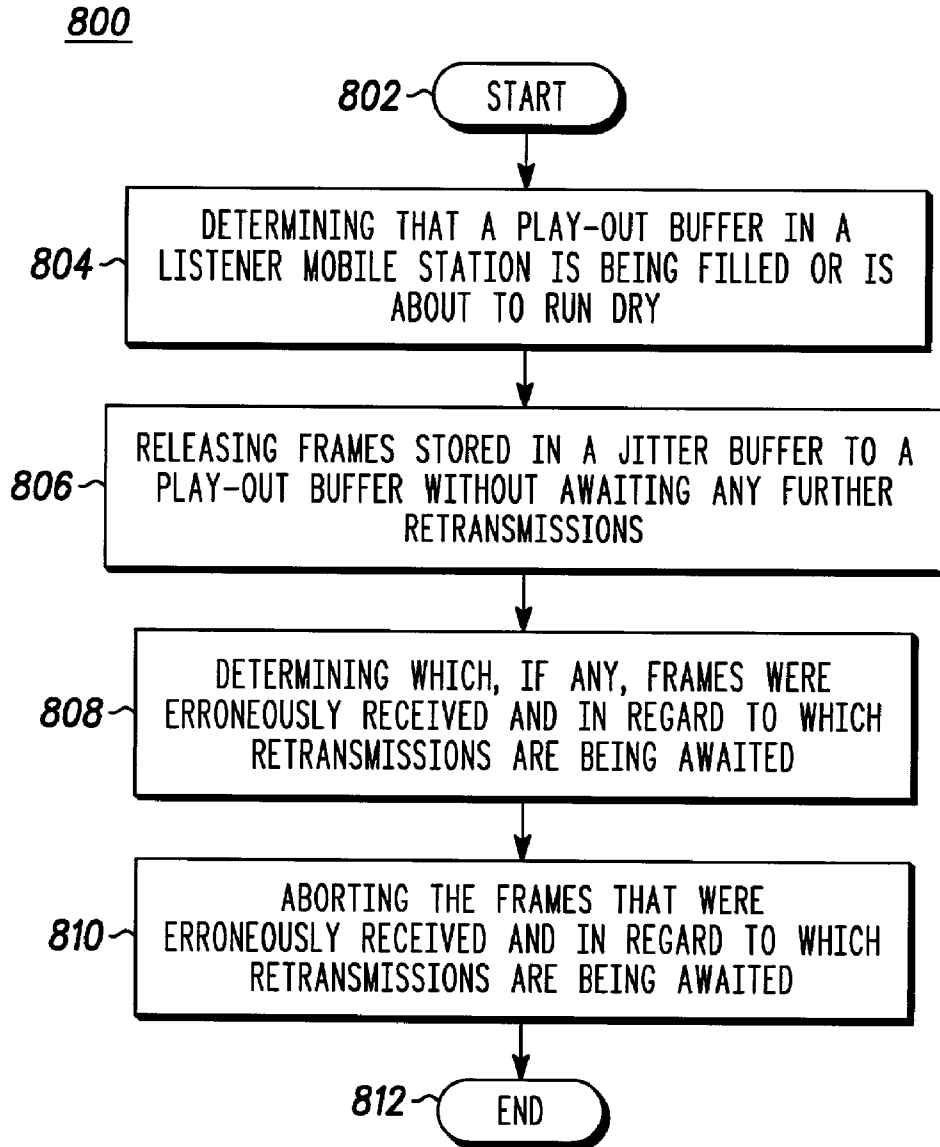 800
802
START
804
DETERMINING THAT A PLAY-OUT BUFFER IN A
LISTENER MOBILE STATION IS BEING FILLED OR IS
ABOUT TO RUN DRY
806
RELEASING FRAMES STORED IN A JITTER BUFFER TO A
PLAY-OUT BUFFER WITHOUT AWAITING ANY FURTHER
RETRANSMISSIONS
808
DETERMINING WHICH, IF ANY, FRAMES WERE
ERRONEOUSLY RECEIVED AND IN REGARD TO WHICH
RETRANSMISSIONS ARE BEING AWAITED
810
ABORTING THE FRAMES THAT WERE
ERRONEOUSLY RECEIVED AND IN REGARD TO WHICH
RETRANSMISSIONS ARE BEING AWAITED
812
END